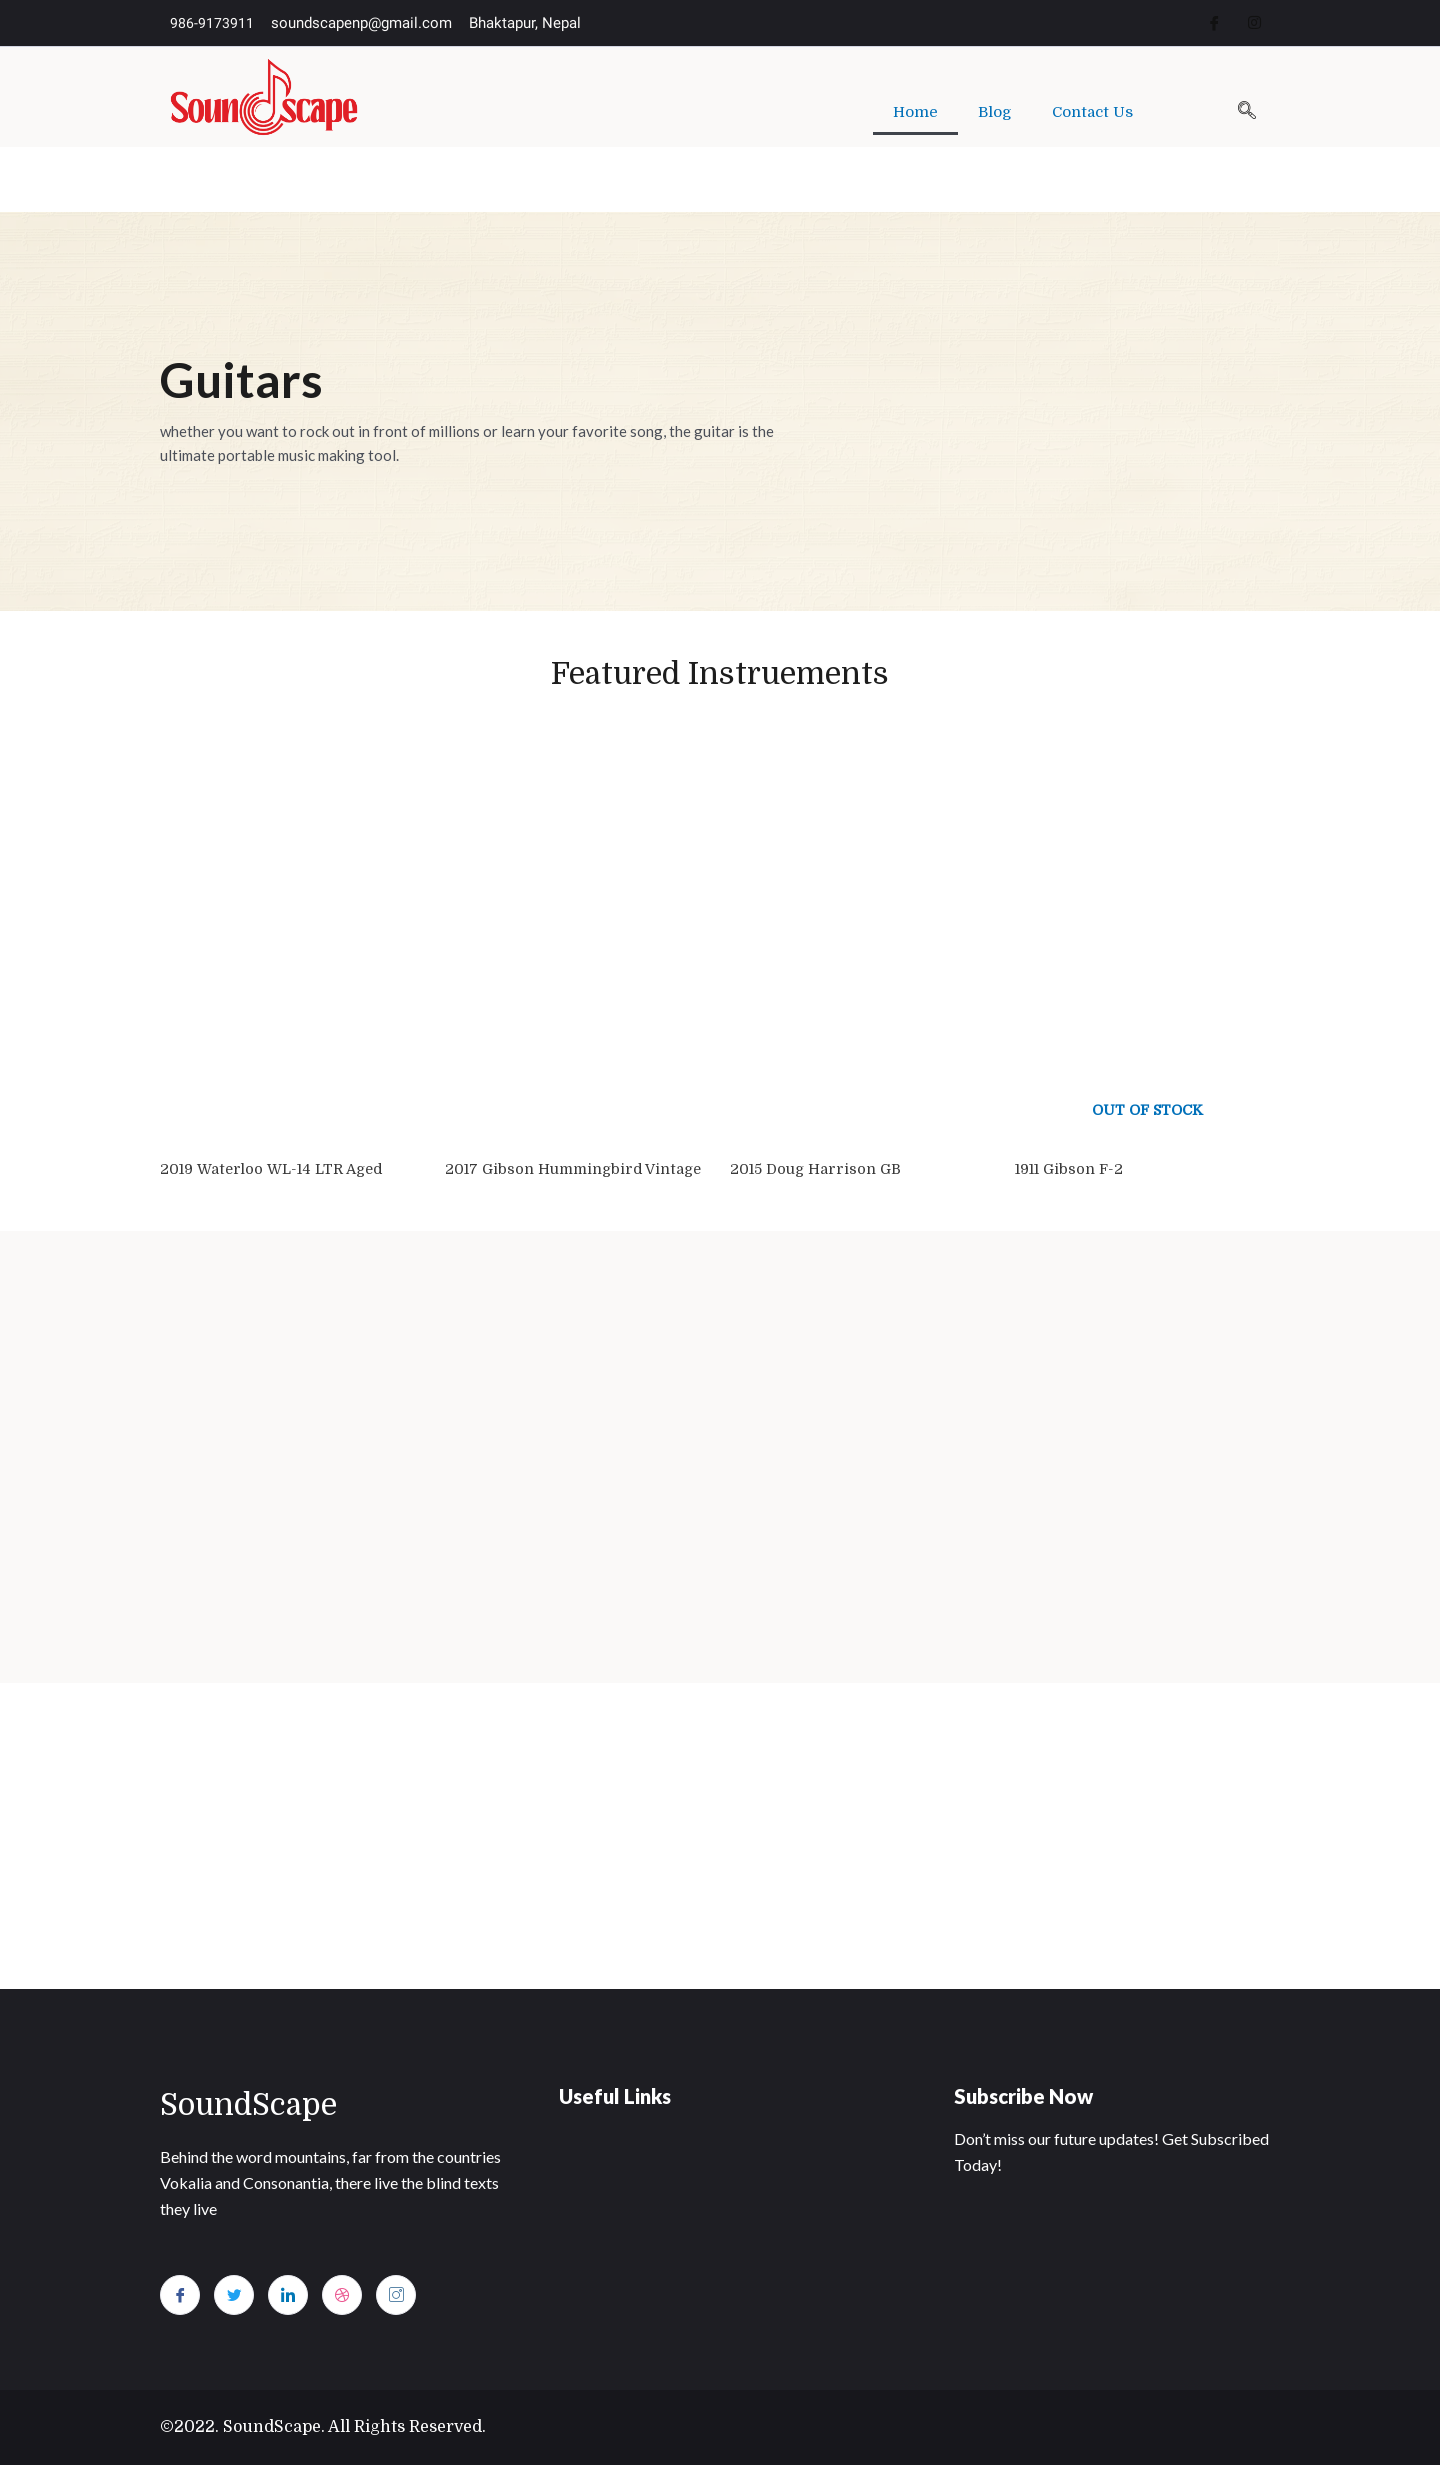 986-9173911 soundscapenp@gmail.com Bhaktapur, Nepal
Soundscape
Home Blog Contact Us
Guitars
whether you want to rock out in front of millions or learn your favorite song, the guitar is the
ultimate portable music making tool.
Featured Instruements
OUT OF STOCK
2019 Waterloo WL-14 LTR Aged
2017 Gibson Hummingbird Vintage
2015 Doug Harrison GB
1911 Gibson F-2
SoundScape
Behind the word mountains, far from the countries
Vokalia and Consonantia, there live the blind texts
they live
Useful Links
Subscribe Now
Don’t miss our future updates! Get Subscribed
Today!
©2022. SoundScape. All Rights Reserved.